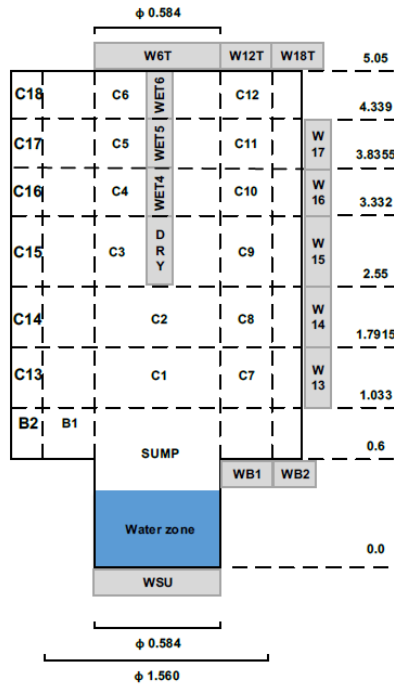 ϕ 0.584
W6T W12T W18T 5.05
C18 C6 WET6 C12
4.339
C17 C5 WET5 C11 W 17
3.8355
C16 C4 WET4 C10 W 16
3.332
C15 C3 D R Y C9 W 15
2.55
C14 C2 C8 W 14
1.7915
C13 C1 C7 W 13
1.033
B2 B1
SUMP 0.6
WB1 WB2
Water zone
0.0
WSU
ϕ 0.584
ϕ 1.560